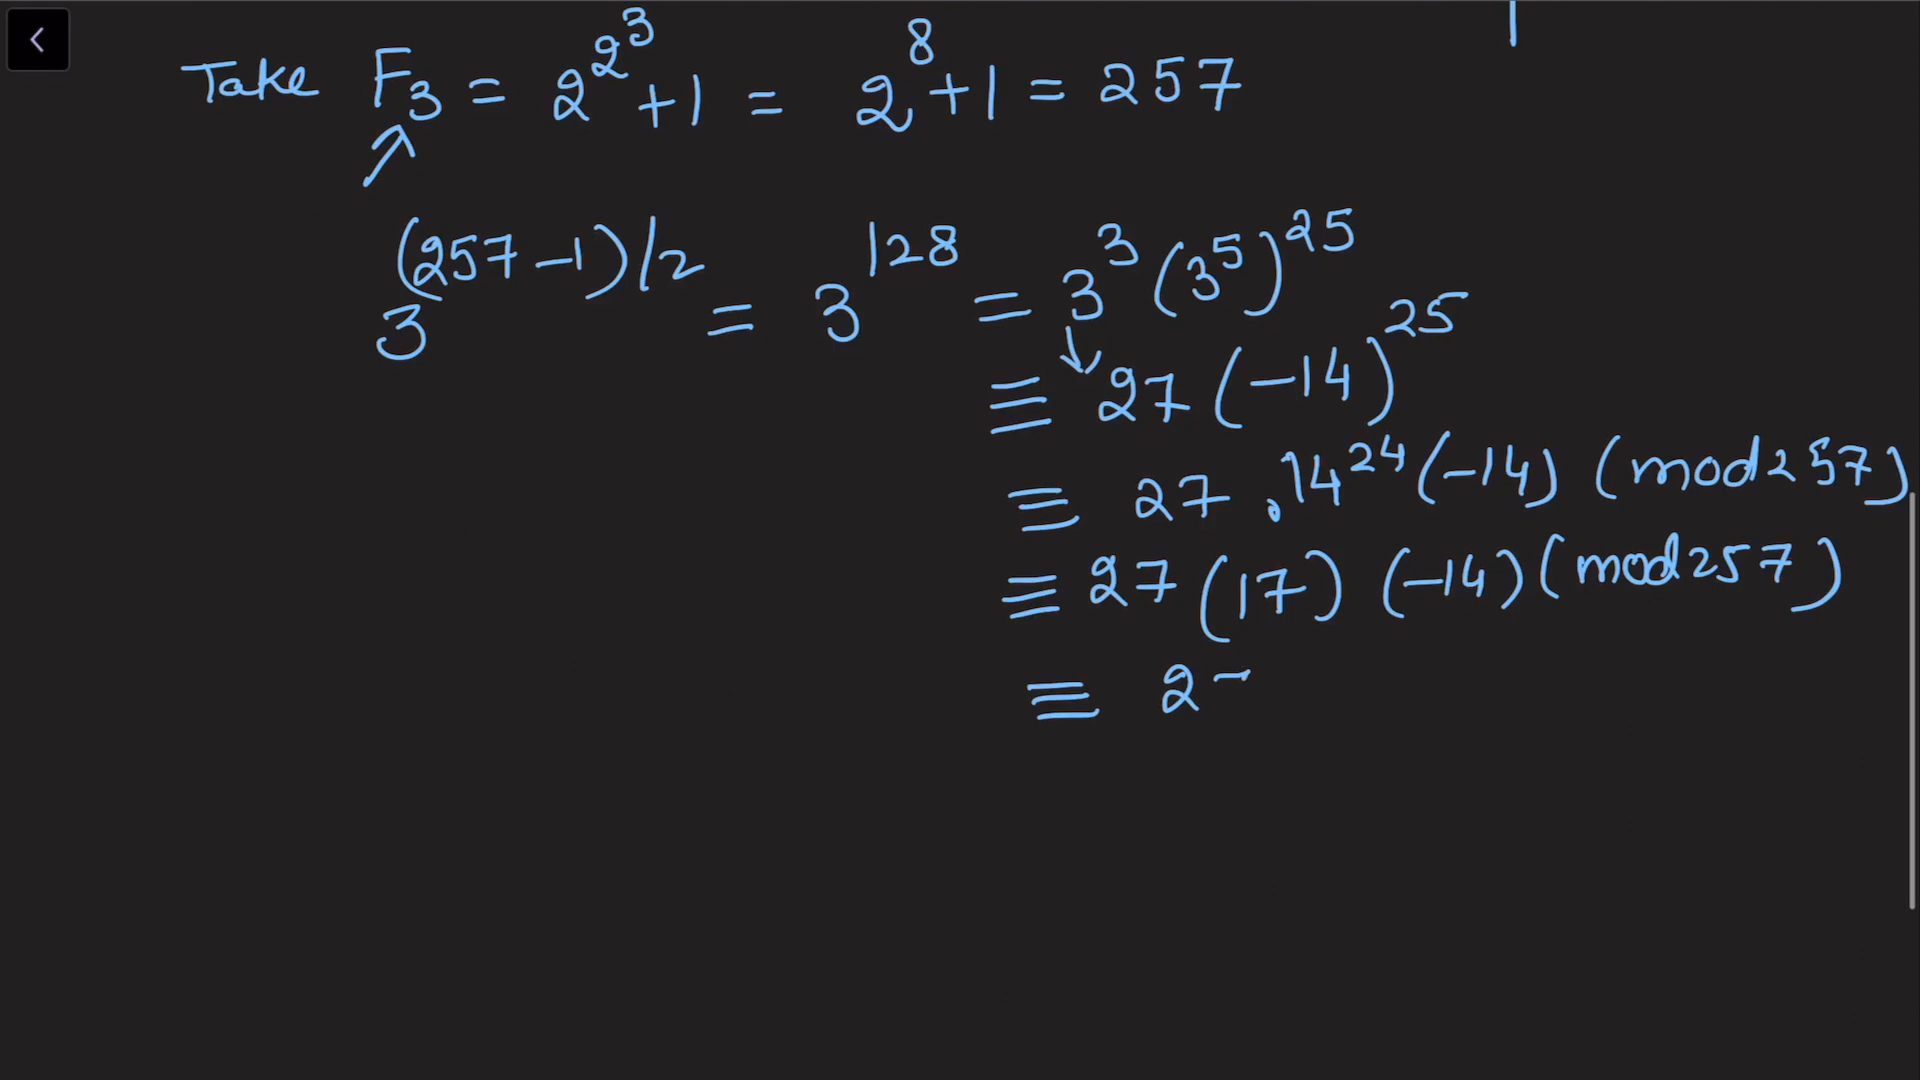 Take F₃ = 2^2^3 + 1 = 2^8 + 1 = 257
3^(257-1)/2 = 3^128 = 3^3 (3^5)^25
≡ 27 (-14)^25
≡ 27 . 14^24 (-14) (mod 257)
≡ 27 (17) (-14) (mod 257)
≡ 2